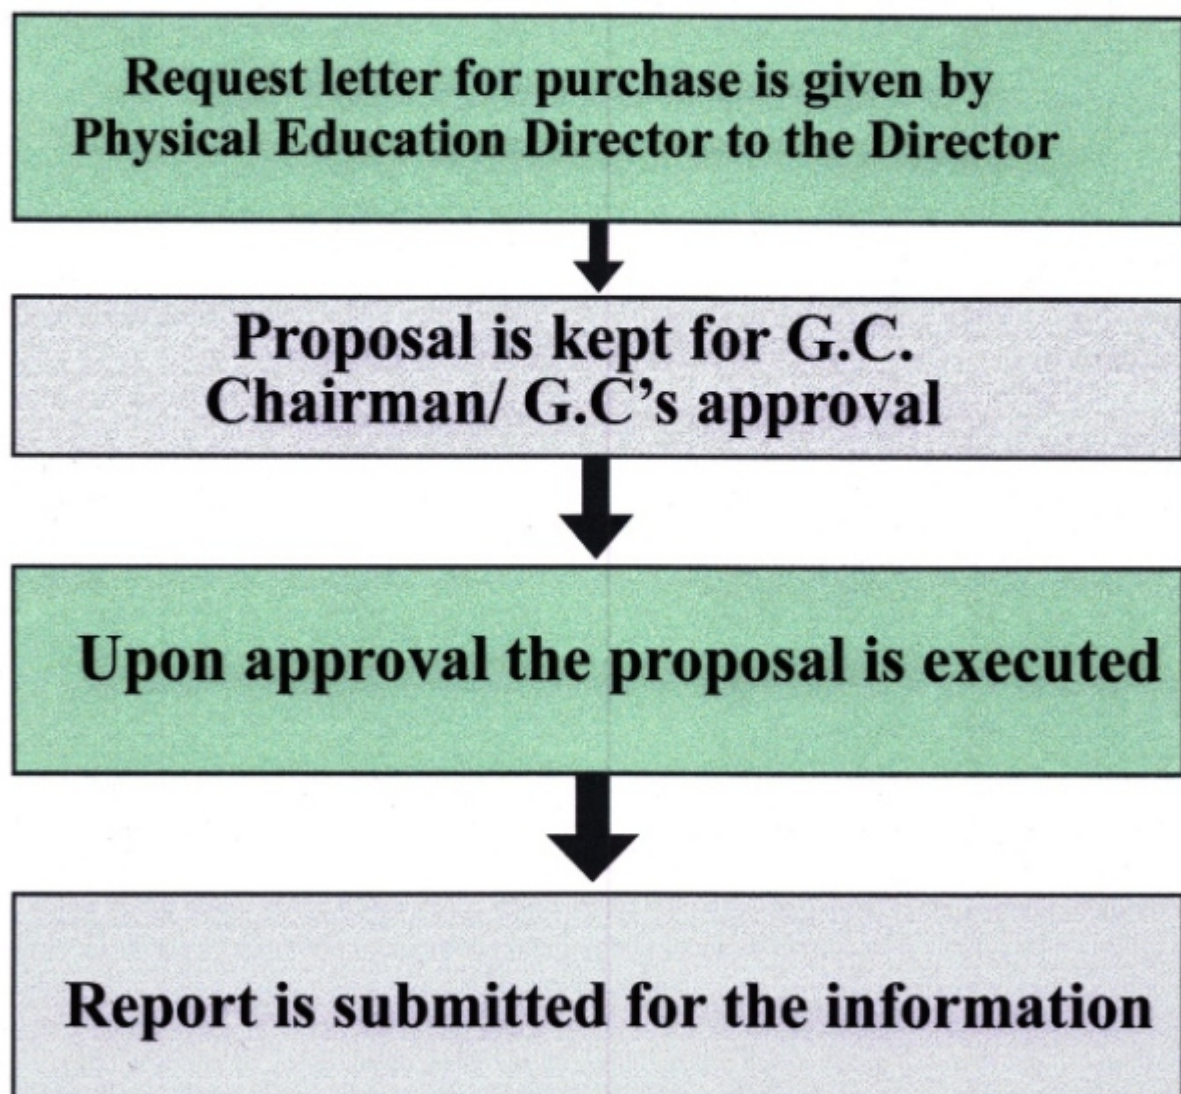 Request letter for purchase is given by
Physical Education Director to the Director
Proposal is kept for G.C.
Chairman/ G.C's approval
Upon approval the proposal is executed
Report is submitted for the information